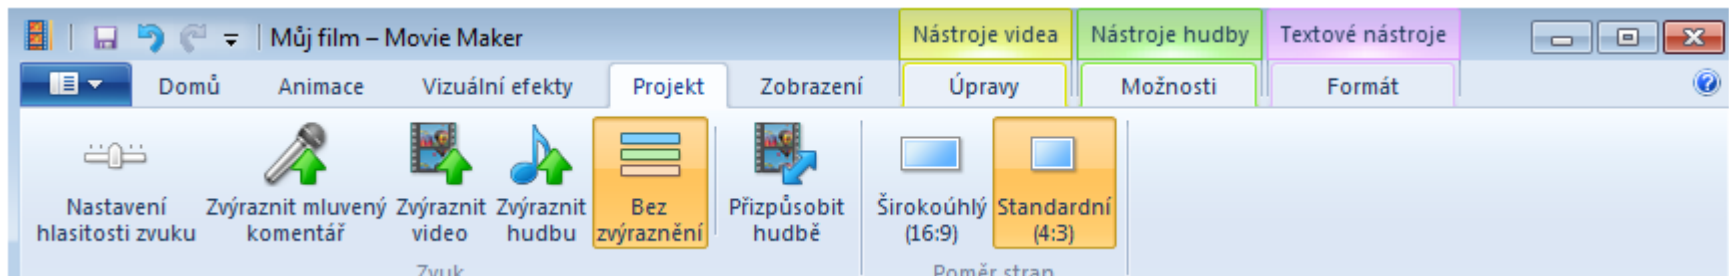 Můj film – Movie Maker
Nástroje videa
Nástroje hudby
Textové nástroje
Domů
Animace
Vizuální efekty
Projekt
Zobrazení
Úpravy
Možnosti
Formát
Nastavení
hlasitosti zvuku
Zvýraznit mluvený
komentář
Zvýraznit
video
Zvýraznit
hudbu
Bez
zvýraznění
Přizpůsobit
hudbě
Širokoúhlý
(16:9)
Standardní
(4:3)
Zvuk
Poměr stran